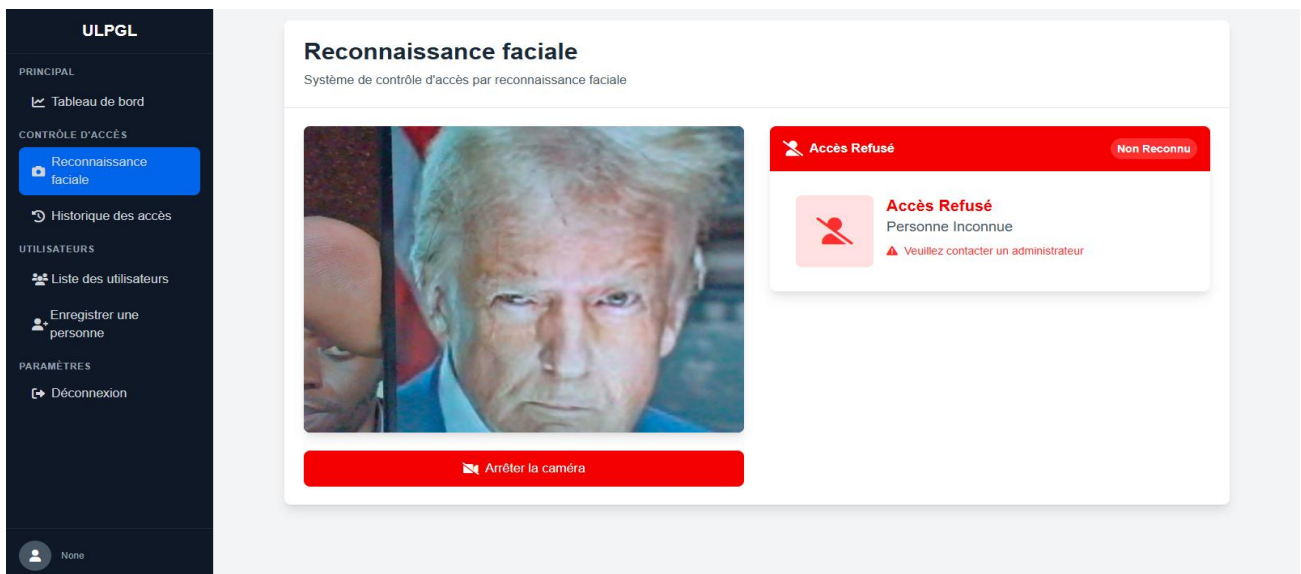 ULPGL
PRINCIPAL
Tableau de bord
CONTRÔLE D'ACCÈS
Reconnaissance
faciale
Historique des accès
UTILISATEURS
Liste des utilisateurs
Enregistrer une
personne
PARAMÈTRES
Déconnexion
None
Reconnaissance faciale
Système de contrôle d'accès par reconnaissance faciale
Arrêter la caméra
Accès Refusé
Non Reconnu
Accès Refusé
Personne Inconnue
Veuillez contacter un administrateur